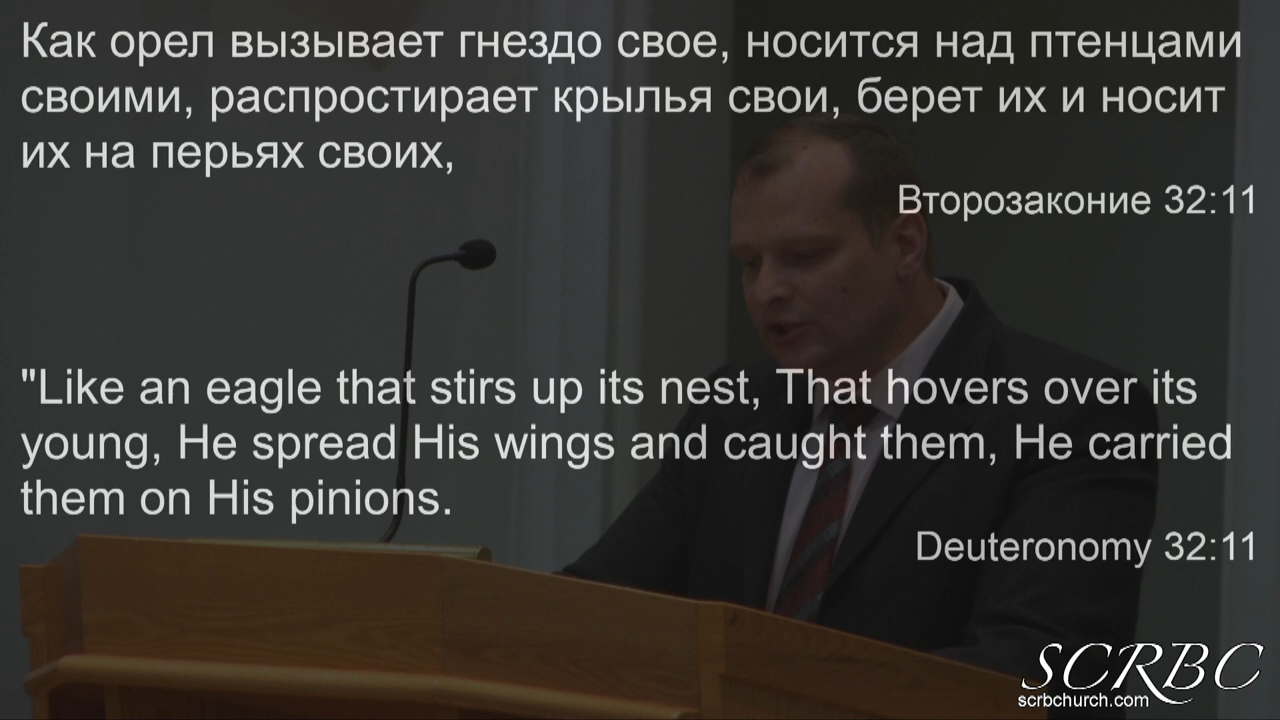 Как орел вызывает гнездо свое, носится над птенцами
своими, распростирает крылья свои, берет их и носит
их на перьях своих,
Второзаконие 32:11
"Like an eagle that stirs up its nest, That hovers over its
young, He spread His wings and caught them, He carried
them on His pinions.
Deuteronomy 32:11
SCRBC
scrbchurch.com